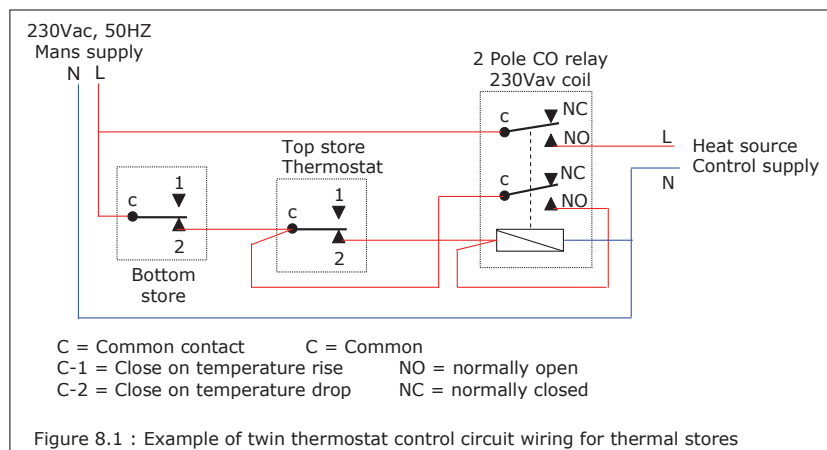 230Vac, 50HZ
Mans supply
N L
2 Pole CO relay
230Vav coil
c
NC
NO
L
Heat source
Control supply
N
Top store
Thermostat
c
NC
NO
1
c
2
Bottom
store
1
c
2
C = Common contact C = Common
C-1 = Close on temperature rise NO = normally open
C-2 = Close on temperature drop NC = normally closed
Figure 8.1 : Example of twin thermostat control circuit wiring for thermal stores